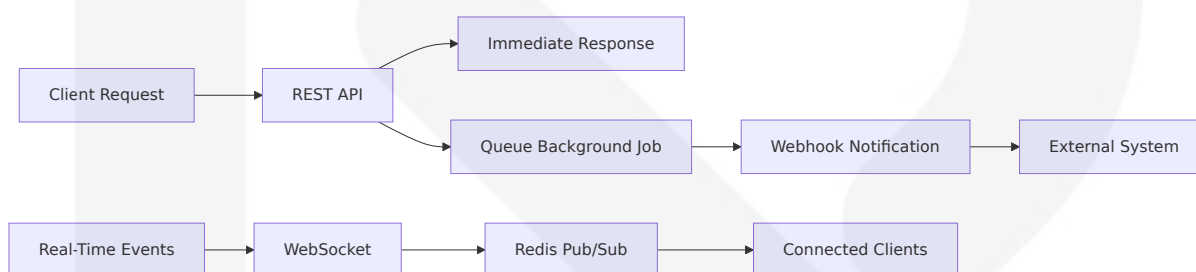 Immediate Response
Client Request
REST API
Queue Background Job
Webhook Notification
External System
Real-Time Events
WebSocket
Redis Pub/Sub
Connected Clients